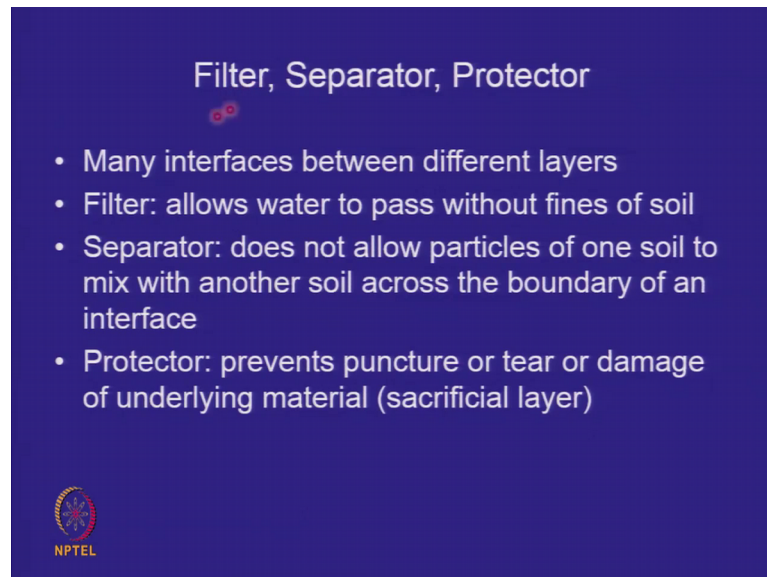 Filter, Separator, Protector
• Many interfaces between different layers
• Filter: allows water to pass without fines of soil
• Separator: does not allow particles of one soil to
mix with another soil across the boundary of an
interface
• Protector: prevents puncture or tear or damage
of underlying material (sacrificial layer)
NPTEL